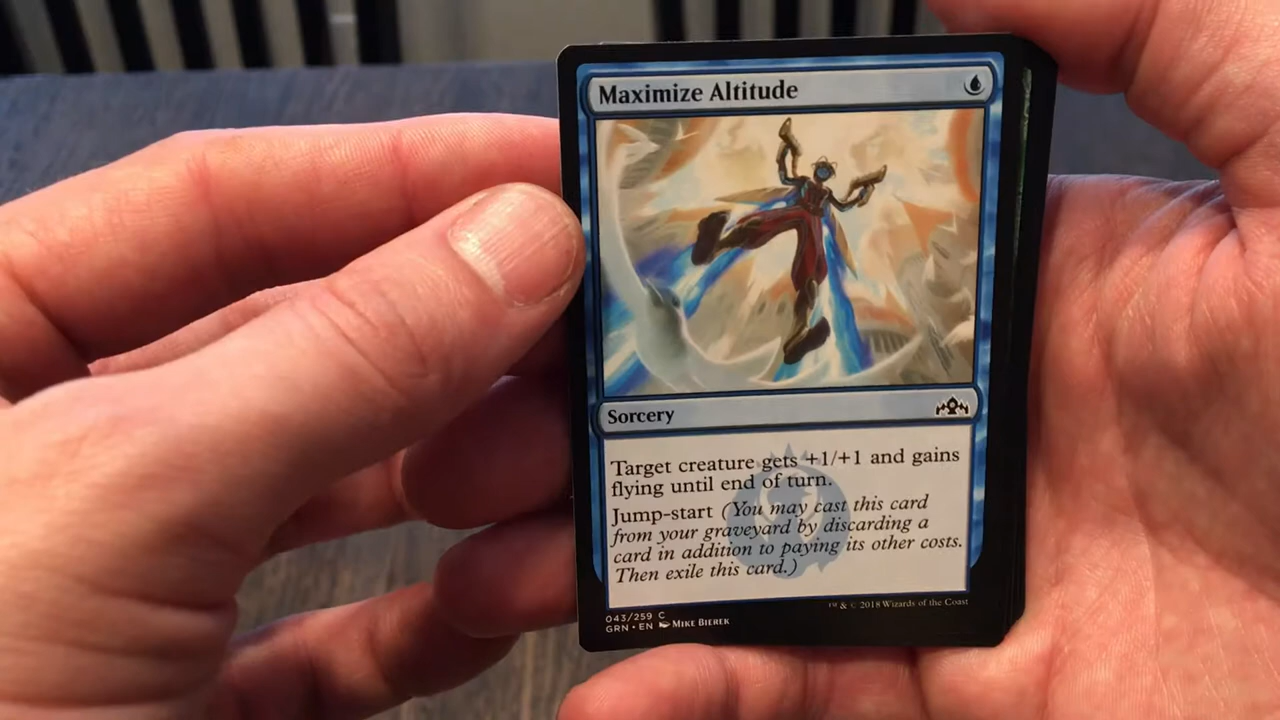 Maximize Altitude
Sorcery
Target creature gets +1/+1 and gains
flying until end of turn.
Jump-start (You may cast this card
from your graveyard by discarding a
card in addition to paying its other costs.
Then exile this card.)
043/259 C
GRN • EN Mike Bierek
™ & © 2018 Wizards of the Coast